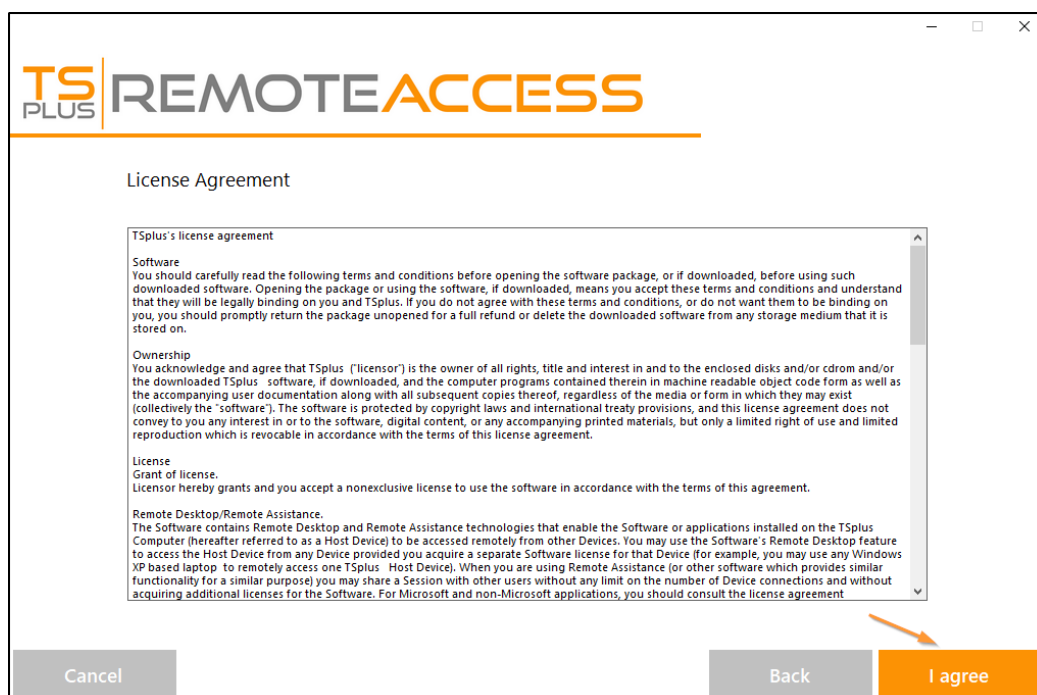 TS PLUS REMOTEACCESS
License Agreement
TSplus's license agreement
Software
You should carefully read the following terms and conditions before opening the software package, or if downloaded, before using such
downloaded software. Opening the package or using the software, if downloaded, means you accept these terms and conditions and understand
that they will be legally binding on you and TSplus. If you do not agree with these terms and conditions, or do not want them to be binding on
you, you should promptly return the package unopened for a full refund or delete the downloaded software from any storage medium that it is
stored on.
Ownership
You acknowledge and agree that TSplus ("licensor") is the owner of all rights, title and interest in and to the enclosed disks and/or cdrom and/or
the downloaded TSplus software, if downloaded, and the computer programs contained therein in machine readable object code form as well as
the accompanying user documentation along with all subsequent copies thereof, regardless of the media or form in which they may exist
(collectively the "software"). The software is protected by copyright laws and international treaty provisions, and this license agreement does not
convey to you any interest in or to the software, digital content, or any accompanying printed materials, but only a limited right of use and limited
reproduction which is revocable in accordance with the terms of this license agreement.
License
Grant of license.
Licensor hereby grants and you accept a nonexclusive license to use the software in accordance with the terms of this agreement.
Remote Desktop/Remote Assistance.
The Software contains Remote Desktop and Remote Assistance technologies that enable the Software or applications installed on the TSplus
Computer (hereafter referred to as a Host Device) to be accessed remotely from other Devices. You may use the Software's Remote Desktop feature
to access the Host Device from any Device provided you acquire a separate Software license for that Device (for example, you may use any Windows
XP based laptop to remotely access one TSplus Host Device). When you are using Remote Assistance (or other software which provides similar
functionality for a similar purpose) you may share a Session with other users without any limit on the number of Device connections and without
acquiring additional licenses for the Software. For Microsoft and non-Microsoft applications, you should consult the license agreement
Cancel
Back
I agree